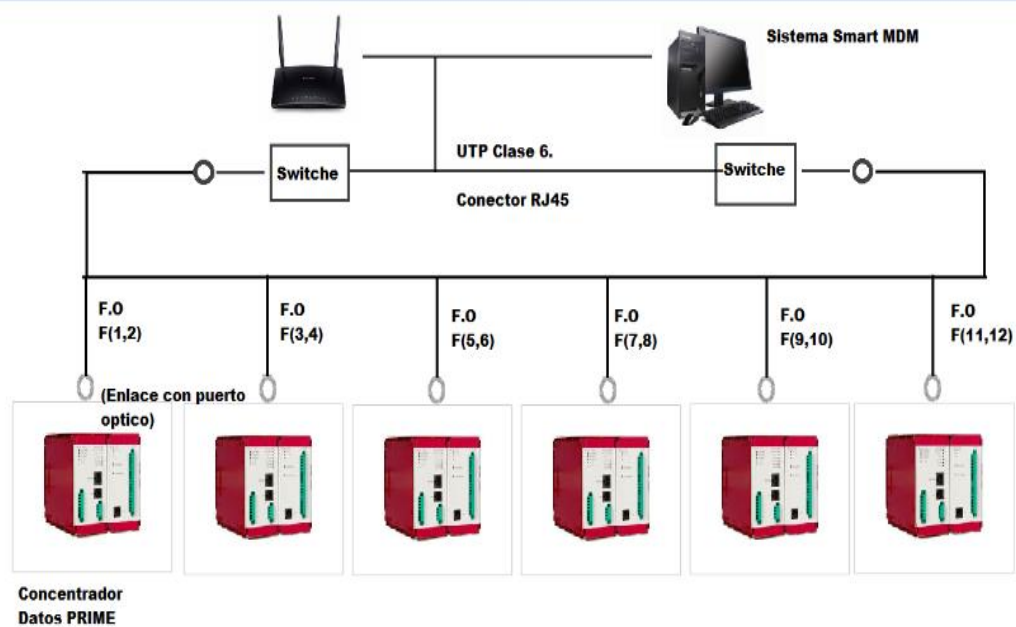 Sistema Smart MDM
UTP Clase 6.
Switche
Switche
Conector RJ45
F.O
F(1,2)
F.O
F(3,4)
F.O
F(5,6)
F.O
F(7,8)
F.O
F(9,10)
F.O
F(11,12)
(Enlace con puerto
optico)
Concentrador
Datos PRIME